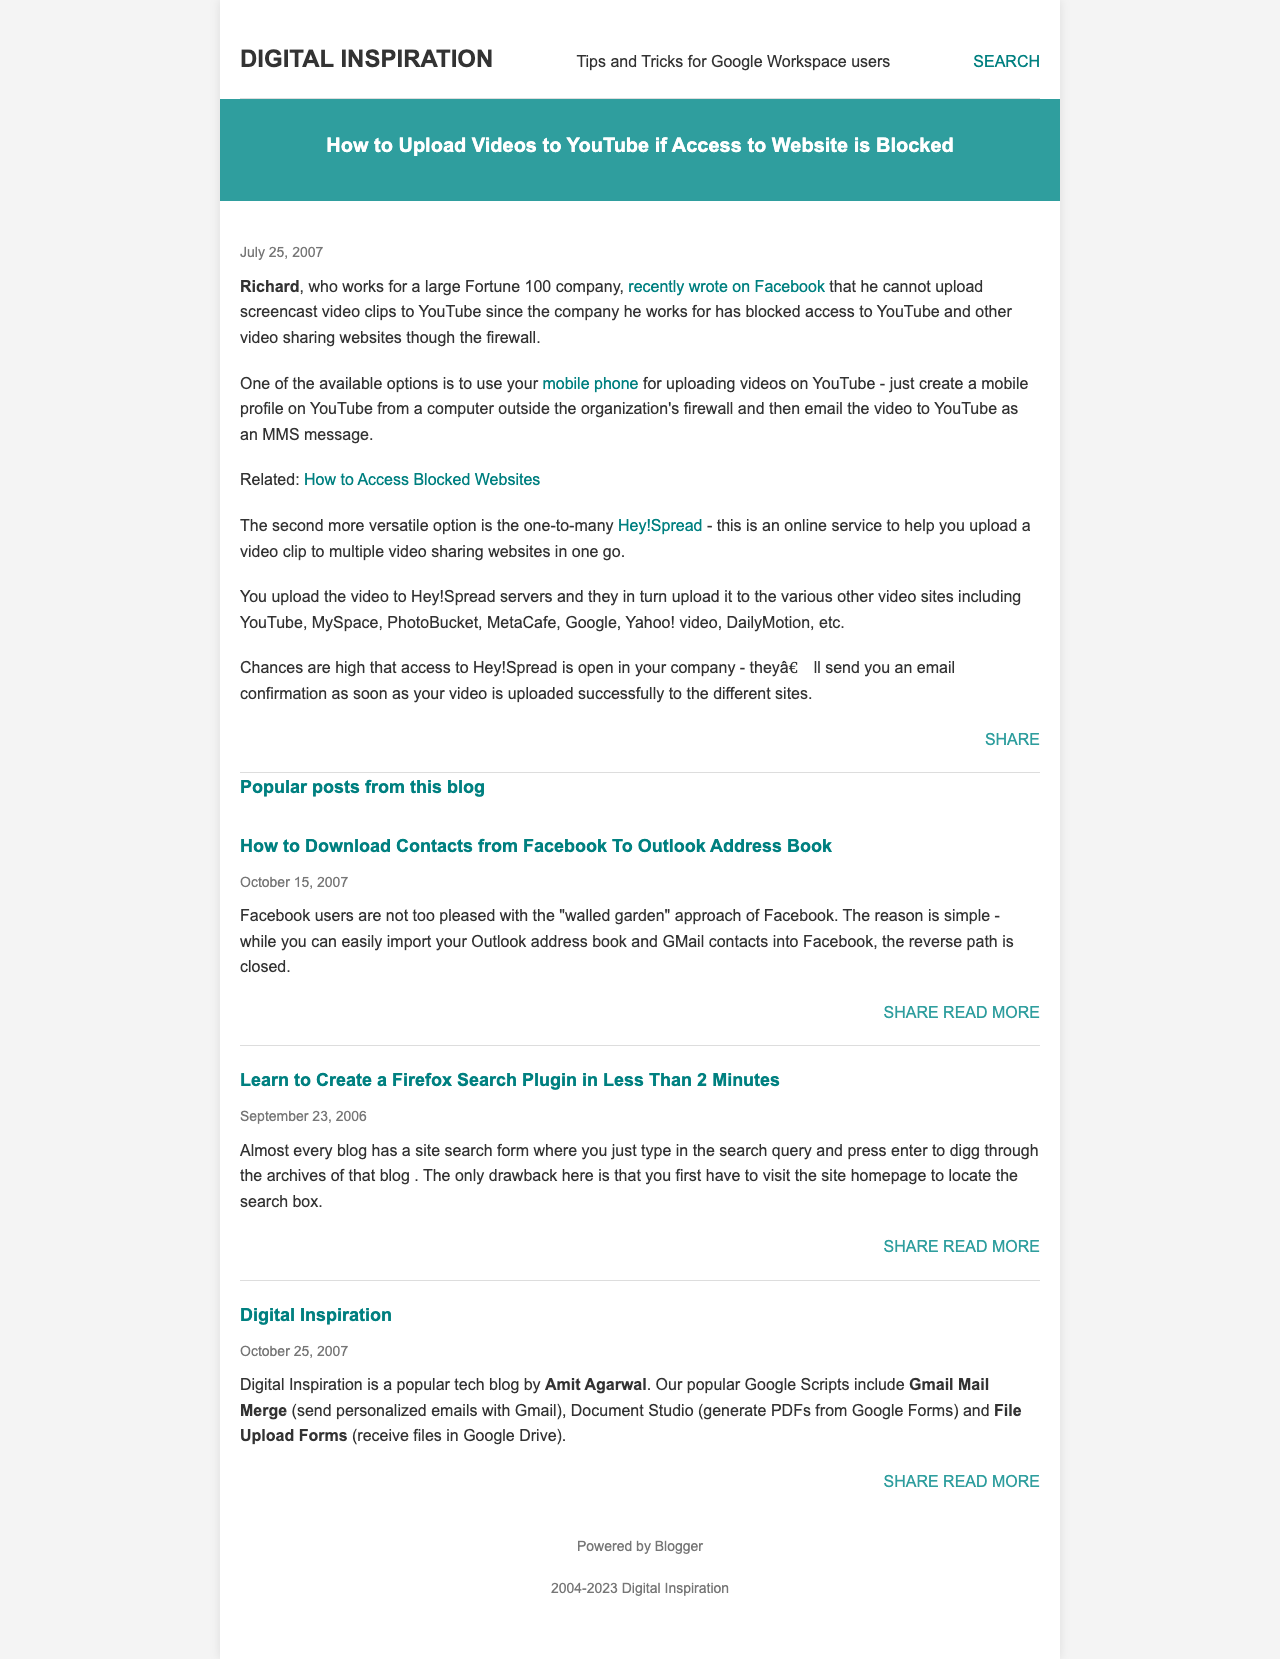 DIGITAL INSPIRATION
Tips and Tricks for Google Workspace users
SEARCH
How to Upload Videos to YouTube if Access to Website is Blocked
July 25, 2007
Richard, who works for a large Fortune 100 company, recently wrote on Facebook that he cannot upload
screencast video clips to YouTube since the company he works for has blocked access to YouTube and other
video sharing websites though the firewall.
One of the available options is to use your mobile phone for uploading videos on YouTube - just create a mobile
profile on YouTube from a computer outside the organization's firewall and then email the video to YouTube as
an MMS message.
Related: How to Access Blocked Websites
The second more versatile option is the one-to-many Hey!Spread - this is an online service to help you upload a
video clip to multiple video sharing websites in one go.
You upload the video to Hey!Spread servers and they in turn upload it to the various other video sites including
YouTube, MySpace, PhotoBucket, MetaCafe, Google, Yahoo! video, DailyMotion, etc.
Chances are high that access to Hey!Spread is open in your company - theyâ€ ll send you an email
confirmation as soon as your video is uploaded successfully to the different sites.
SHARE
Popular posts from this blog
How to Download Contacts from Facebook To Outlook Address Book
October 15, 2007
Facebook users are not too pleased with the "walled garden" approach of Facebook. The reason is simple -
while you can easily import your Outlook address book and GMail contacts into Facebook, the reverse path is
closed.
SHARE READ MORE
Learn to Create a Firefox Search Plugin in Less Than 2 Minutes
September 23, 2006
Almost every blog has a site search form where you just type in the search query and press enter to digg through
the archives of that blog . The only drawback here is that you first have to visit the site homepage to locate the
search box.
SHARE READ MORE
Digital Inspiration
October 25, 2007
Digital Inspiration is a popular tech blog by Amit Agarwal. Our popular Google Scripts include Gmail Mail
Merge (send personalized emails with Gmail), Document Studio (generate PDFs from Google Forms) and File
Upload Forms (receive files in Google Drive).
SHARE READ MORE
Powered by Blogger
2004-2023 Digital Inspiration